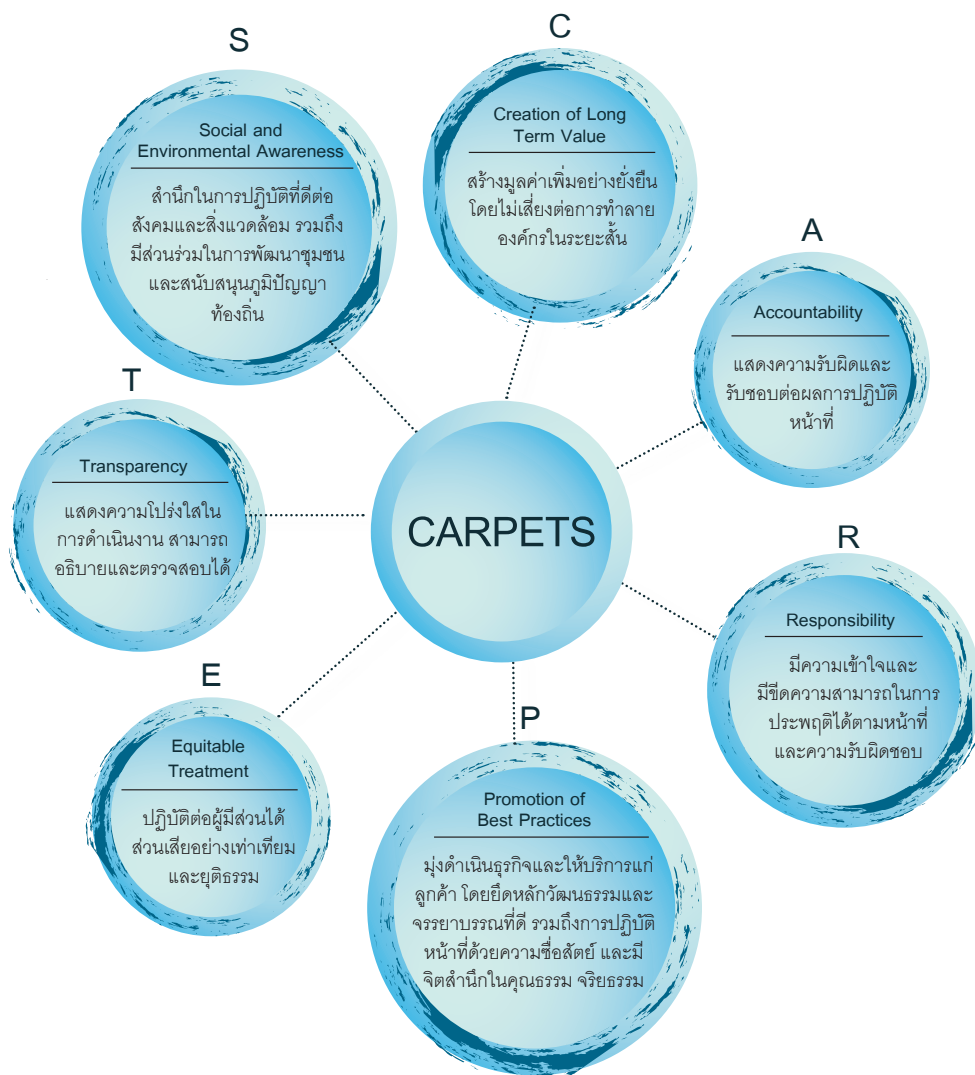 S
Social and
Environmental Awareness
สำนึกในการปฏิบัติที่ดีต่อ
สังคมและสิ่งแวดล้อม รวมถึง
มีส่วนร่วมในการพัฒนาชุมชน
และสนับสนุนภูมิปัญญา
ท้องถิ่น
C
Creation of Long
Term Value
สร้างมูลค่าเพิ่มอย่างยั่งยืน
โดยไม่เสี่ยงต่อการทำลาย
องค์กรในระยะสั้น
A
Accountability
แสดงความรับผิดและ
รับชอบต่อผลการปฏิบัติ
หน้าที่
T
Transparency
แสดงความโปร่งใสใน
การดำเนินงาน สามารถ
อธิบายและตรวจสอบได้
CARPETS
R
Responsibility
มีความเข้าใจและ
มีขีดความสามารถในการ
ประพฤติได้ตามหน้าที่
และความรับผิดชอบ
E
Equitable
Treatment
ปฏิบัติต่อผู้มีส่วนได้
ส่วนเสียอย่างเท่าเทียม
และยุติธรรม
P
Promotion of
Best Practices
มุ่งดำเนินธุรกิจและให้บริการแก่
ลูกค้า โดยยึดหลักวัฒนธรรมและ
จรรยาบรรณที่ดี รวมถึงการปฏิบัติ
หน้าที่ด้วยความซื่อสัตย์ และมี
จิตสำนึกในคุณธรรม จริยธรรม